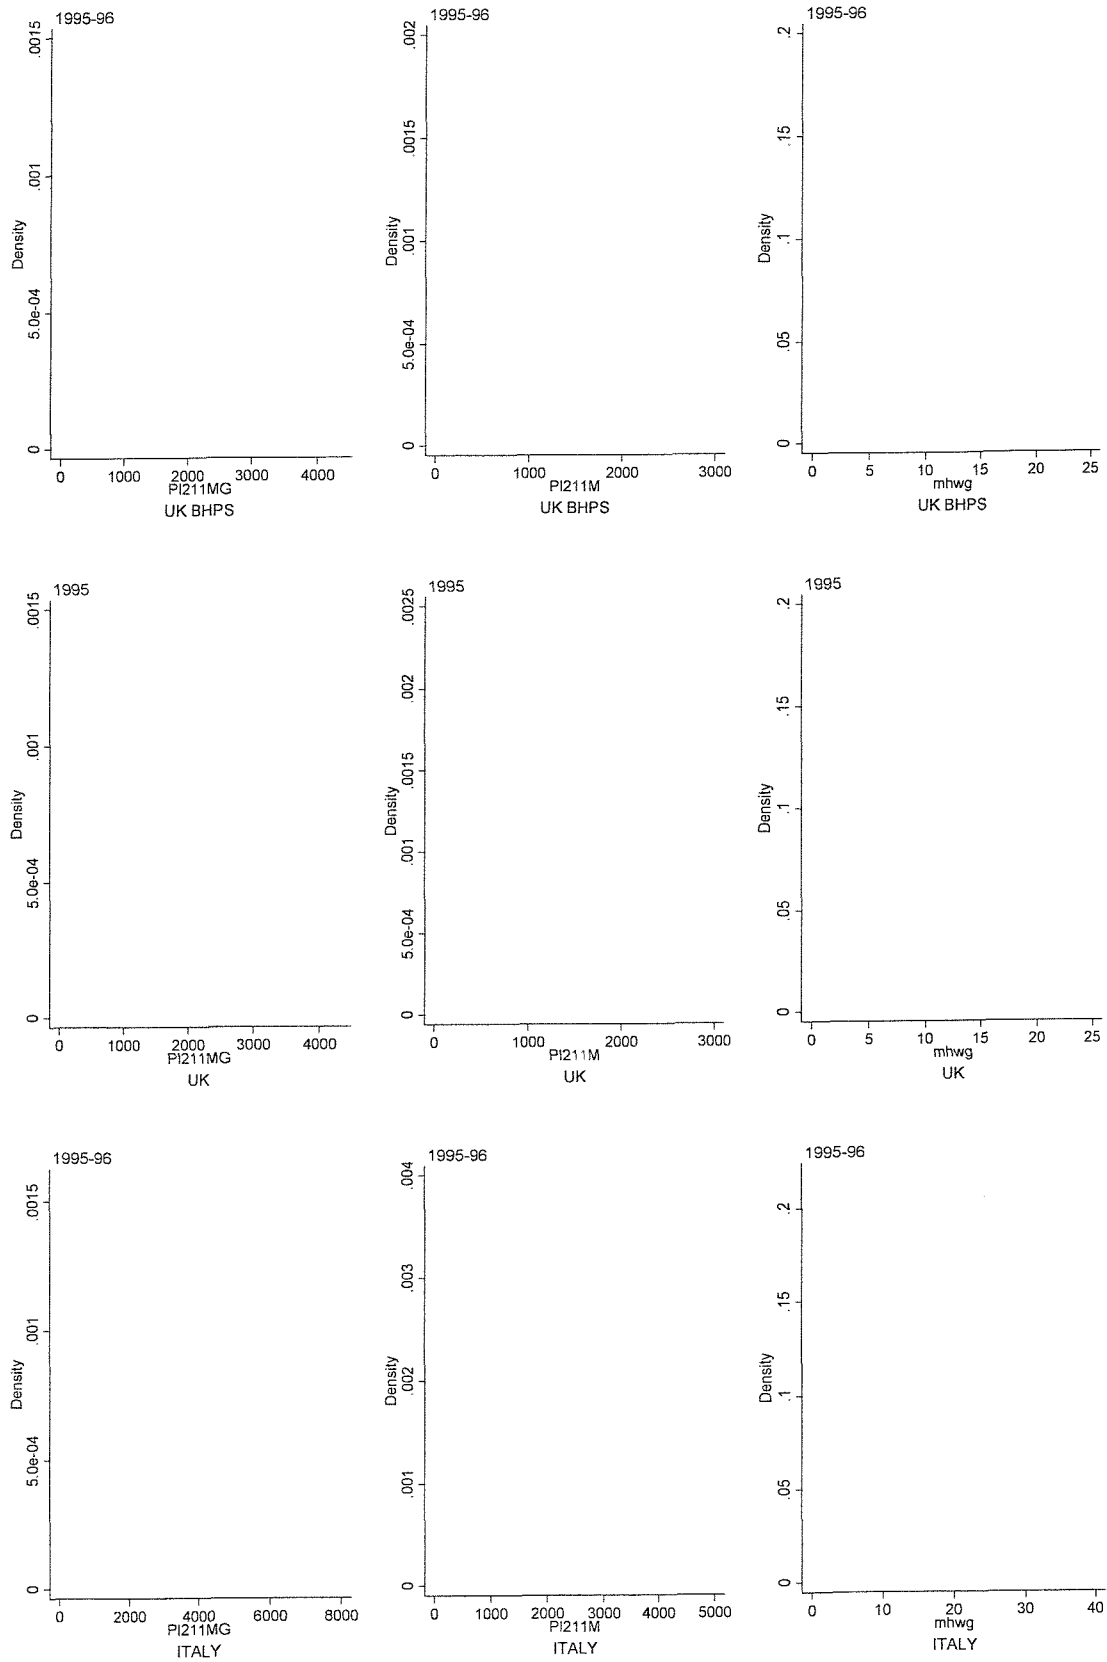 1995-96
.0015
.001
5.0e-04
0
Density
0 1000 2000 3000 4000
PI211MG
UK BHPS
1995-96
.002
.0015
.001
5.0e-04
0
Density
0 1000 2000 3000
PI211M
UK BHPS
1995-96
.2
.15
.1
.05
0
Density
0 5 10 15 20 25
mhwg
UK BHPS
1995
.0015
.001
5.0e-04
0
Density
0 1000 2000 3000 4000
PI211MG
UK
1995
.0025
.002
.0015
.001
5.0e-04
0
Density
0 1000 2000 3000
PI211M
UK
1995
.2
.15
.1
.05
0
Density
0 5 10 15 20 25
mhwg
UK
1995-96
.0015
.001
5.0e-04
0
Density
0 2000 4000 6000 8000
PI211MG
ITALY
1995-96
.004
.003
.002
.001
0
Density
0 1000 2000 3000 4000 5000
PI211M
ITALY
1995-96
.2
.15
.1
.05
0
Density
0 10 20 30 40
mhwg
ITALY